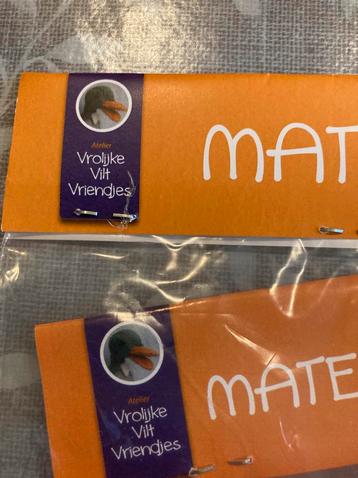 Atelier
Vrolijke
Vilt
Vriendjes
MAT
Atelier
Vrolijke
Vilt
Vriendjes
MATE